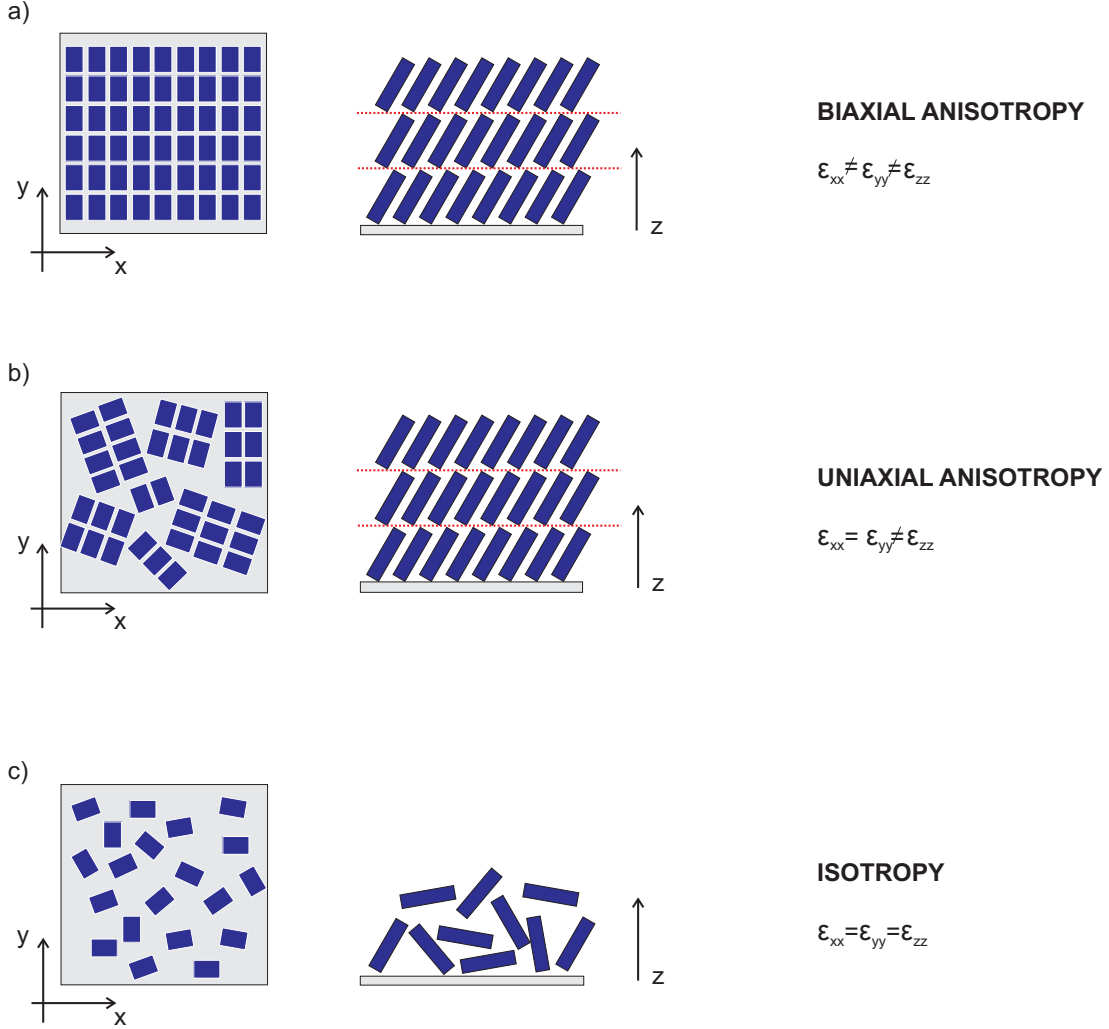 a)
BIAXIAL ANISOTROPY
εxx≠ εyy≠εzz
y
x
z
b)
UNIAXIAL ANISOTROPY
εxx= εyy≠εzz
y
x
z
c)
ISOTROPY
εxx=εyy=εzz
y
x
z